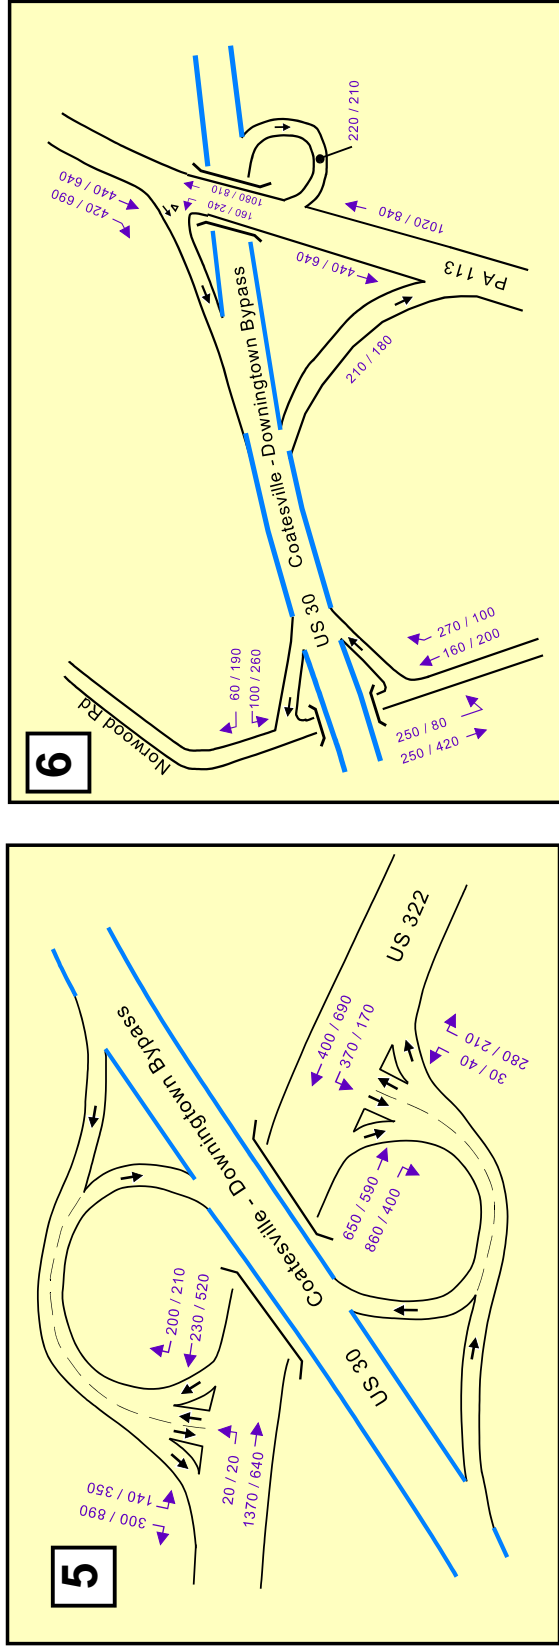 6
440 / 640
420 / 690
1080 / 810
160 / 240
220 / 210
1020 / 840
440 / 640
PA 113
210 / 180
US 30 Coatesville - Downingtown Bypass
60 / 190
100 / 260
Norwood Rd
270 / 100
160 / 200
250 / 80
250 / 420
5
US 30 Coatesville - Downingtown Bypass
US 322
400 / 690
370 / 170
280 / 210
30 / 40
650 / 590
860 / 400
200 / 210
230 / 520
20 / 20
1370 / 640
140 / 350
300 / 890